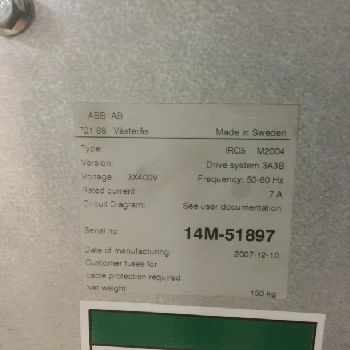 ABB AB
721 68 Västerås Made in Sweden
Type: IRC5 M2004
Version: Drive system 3A3B
Voltage: 3X400V Frequency: 50-60 Hz
Rated current: 7 A
Circuit Diagram: See user documentation
Serial no 14M-51897
Date of manufacturing 2007-12-10
Customer fuses for
cable protection required
Net weight: 150 kg